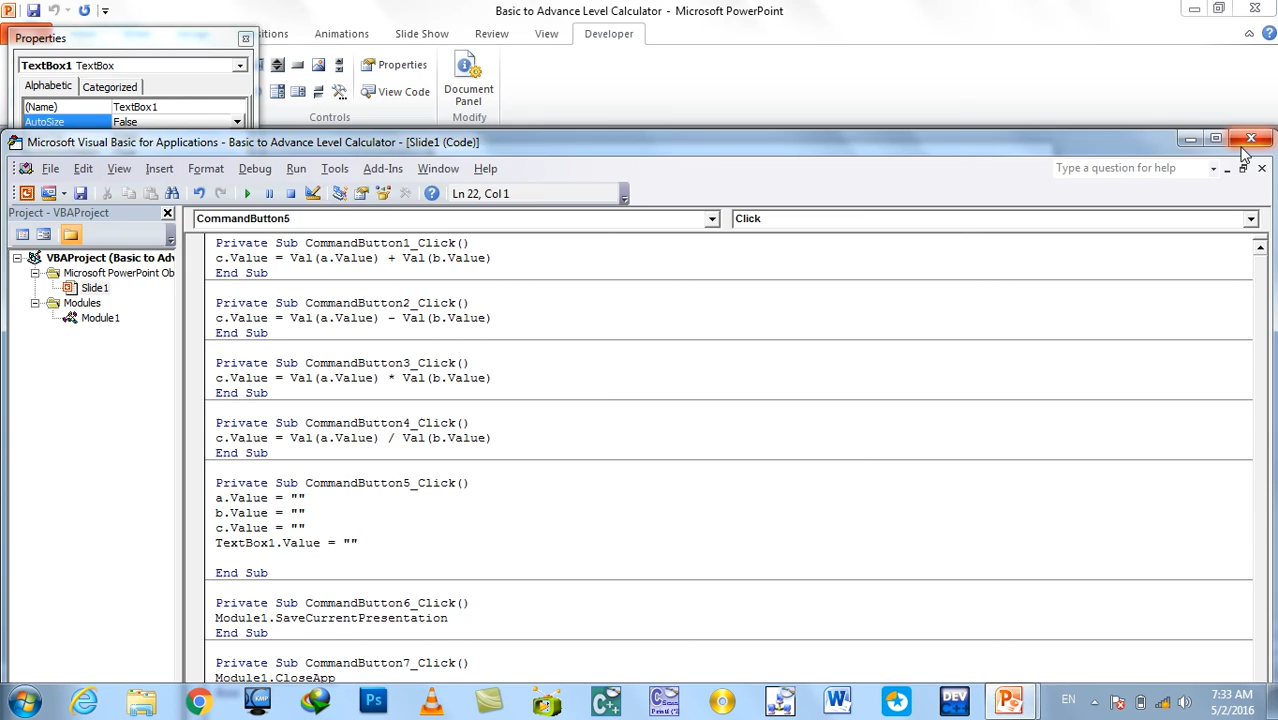 Basic to Advance Level Calculator - Microsoft PowerPoint
Properties
itions Animations Slide Show Review View Developer
TextBox1 TextBox
Alphabetic Categorized
(Name) TextBox1
AutoSize False
Properties
View Code
Controls
Document
Panel
Modify
Microsoft Visual Basic for Applications - Basic to Advance Level Calculator - [Slide1 (Code)]
File Edit View Insert Format Debug Run Tools Add-Ins Window Help
Type a question for help
Ln 22, Col 1
Project - VBAProject
VBAProject (Basic to Adv
Microsoft PowerPoint Ob
Slide1
Modules
Module1
CommandButton5 Click
Private Sub CommandButton1_Click()
c.Value = Val(a.Value) + Val(b.Value)
End Sub
Private Sub CommandButton2_Click()
c.Value = Val(a.Value) - Val(b.Value)
End Sub
Private Sub CommandButton3_Click()
c.Value = Val(a.Value) * Val(b.Value)
End Sub
Private Sub CommandButton4_Click()
c.Value = Val(a.Value) / Val(b.Value)
End Sub
Private Sub CommandButton5_Click()
a.Value = ""
b.Value = ""
c.Value = ""
TextBox1.Value = ""
End Sub
Private Sub CommandButton6_Click()
Module1.SaveCurrentPresentation
End Sub
Private Sub CommandButton7_Click()
Module1.CloseApp
EN
7:33 AM
5/2/2016